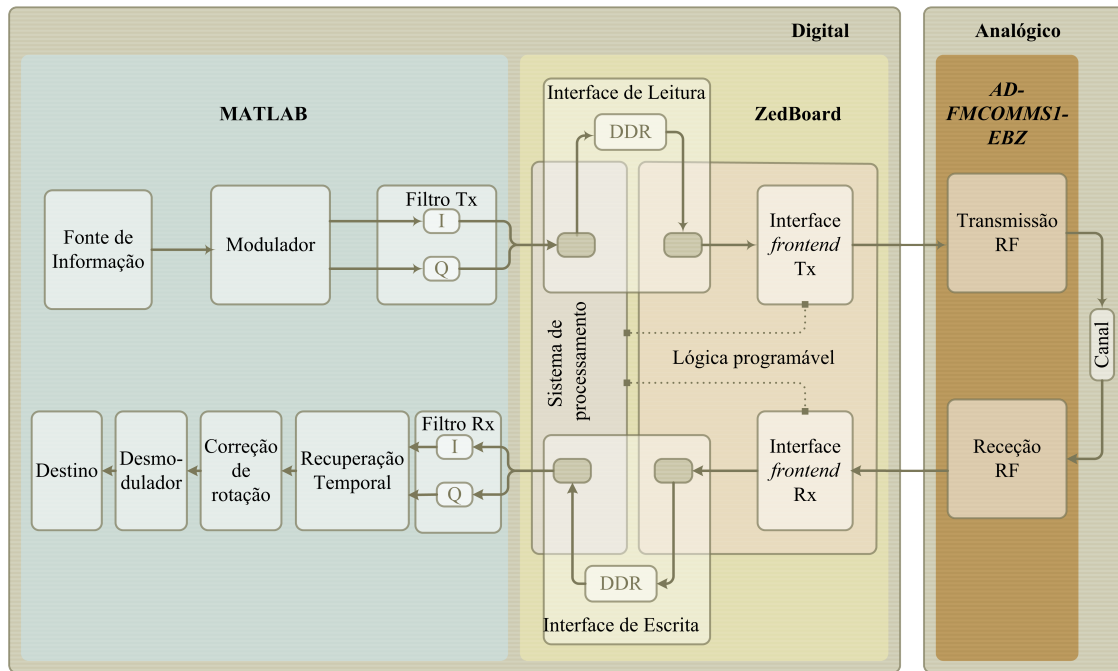 Digital
Analógico
MATLAB
ZedBoard
AD-
FMCOMMS1-
EBZ
Interface de Leitura
DDR
Fonte de
Informação
Modulador
Filtro Tx
I
Q
Interface
frontend
Tx
Transmissão
RF
Canal
Sistema de
processamento
Lógica programável
Destino
Desmo-
dulador
Correção
de
rotação
Recuperação
Temporal
Filtro Rx
I
Q
Interface
frontend
Rx
Receção
RF
DDR
Interface de Escrita